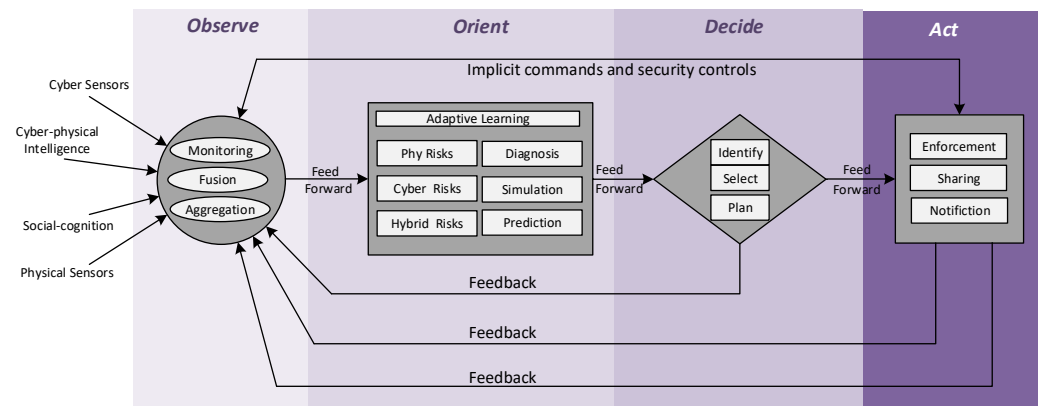 Observe
Orient
Decide
Act
Implicit commands and security controls
Cyber Sensors
Cyber-physical
Intelligence
Social-cognition
Physical Sensors
Monitoring
Fusion
Aggregation
Feed
Forward
Adaptive Learning
Phy Risks
Diagnosis
Cyber Risks
Simulation
Hybrid Risks
Prediction
Feed
Forward
Identify
Select
Plan
Feed
Forward
Enforcement
Sharing
Notifiction
Feedback
Feedback
Feedback